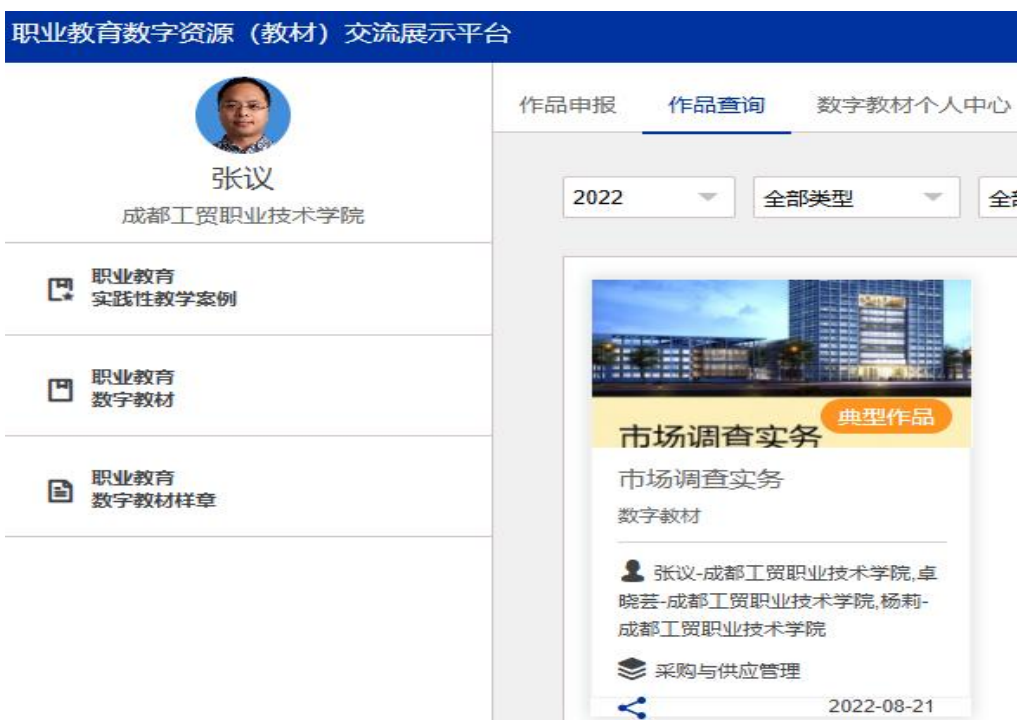 职业教育数字资源（教材）交流展示平台
张议
成都工贸职业技术学院
职业教育
实践性教学案例
职业教育
数字教材
职业教育
数字教材样章
作品申报 作品查询 数字教材个人中心
2022 全部类型 全部
典型作品
市场调查实务
市场调查实务
数字教材
张议-成都工贸职业技术学院,卓
晓芸-成都工贸职业技术学院,杨莉-
成都工贸职业技术学院
采购与供应管理
2022-08-21